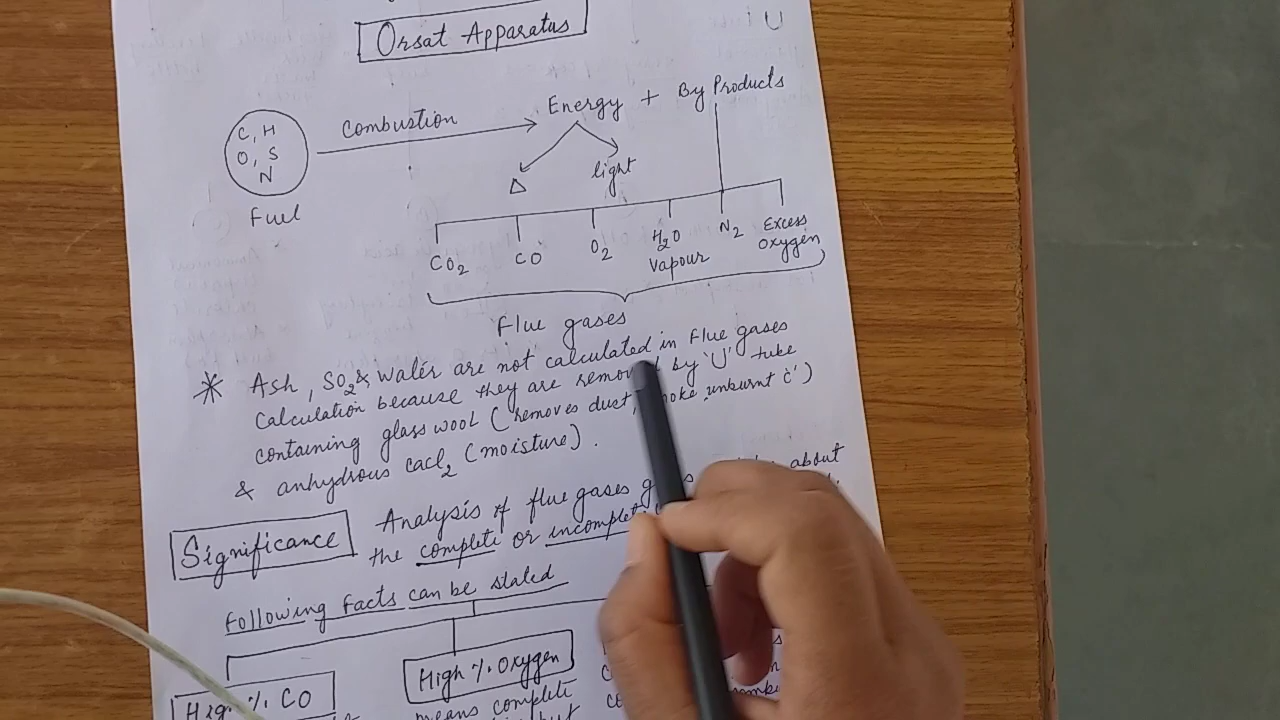 Orsat Apparatus
Combustion
Energy + By Products
C, H
O, S
N
Fuel
Δ
light
CO2
CO
O2
H2O
Vapour
N2
Excess
Oxygen
Flue gases
* Ash, SO2 & Water are not calculated in Flue gases
Calculation because they are by 'U' tube
containing glass wool (removes dust, unburnt 'c')
& anhydrous CaCl2 (moisture).
Significance
Analysis of flue gases about
the complete or
Following Facts can be stated
% CO
High % Oxygen
means complete
but